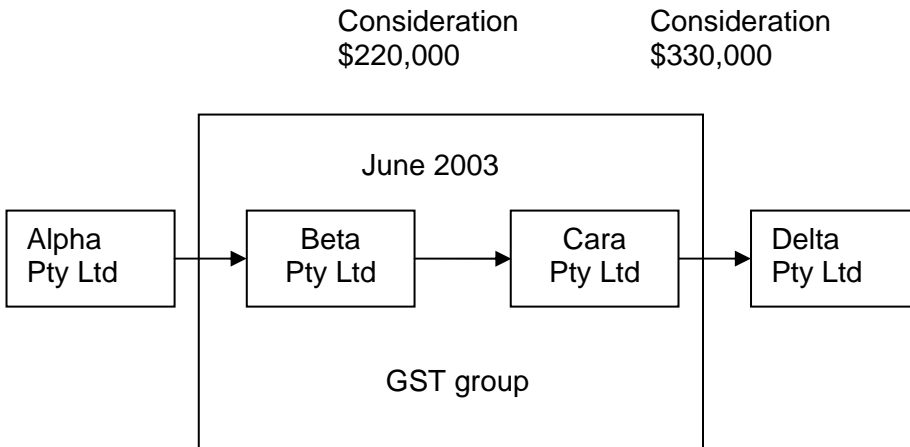 Consideration
$220,000
Consideration
$330,000
June 2003
Alpha
Pty Ltd
Beta
Pty Ltd
Cara
Pty Ltd
Delta
Pty Ltd
GST group